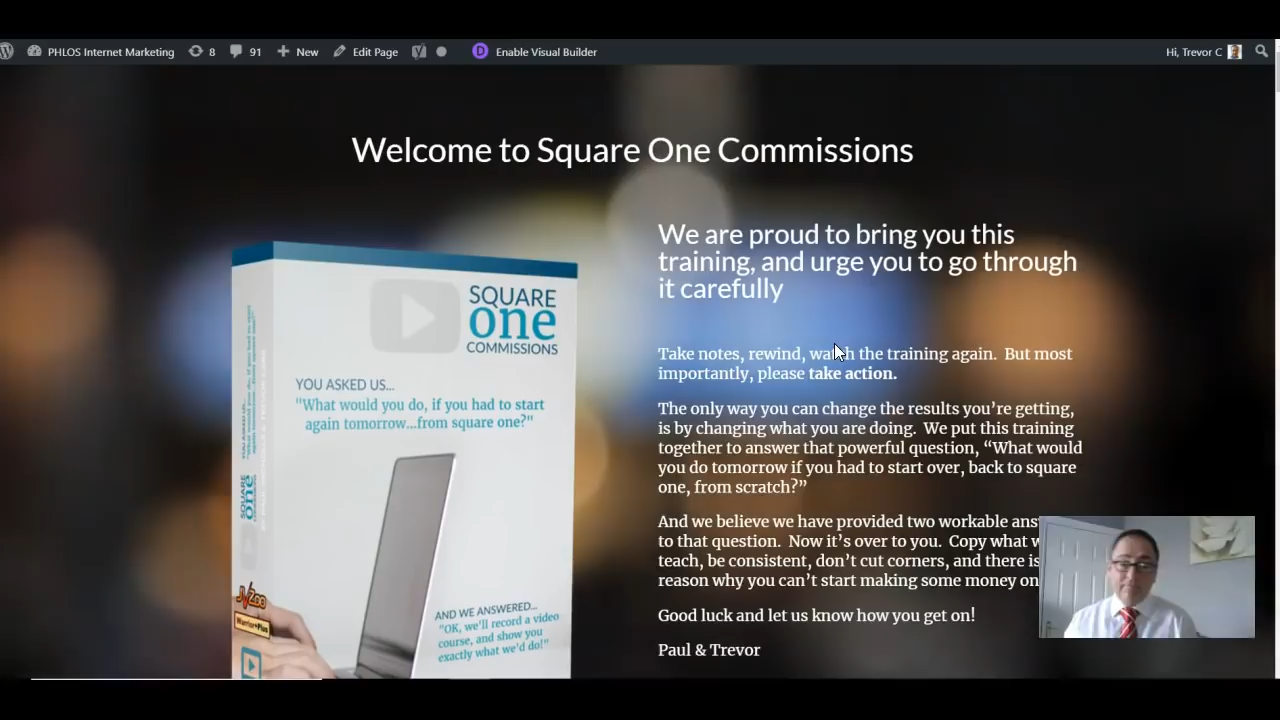 PHLOS Internet Marketing 8 91 New Edit Page Enable Visual Builder Hi, Trevor C
Welcome to Square One Commissions
SQUARE
one
COMMISSIONS
YOU ASKED US...
"What would you do, if you had to start
again tomorrow...from square one?"
AND WE ANSWERED...
"OK, we'll record a video
course, and show you
exactly what we'd do!"
SQUARE
one
JVZoo
Warrior+Plus
We are proud to bring you this
training, and urge you to go through
it carefully
Take notes, rewind, watch the training again. But most
importantly, please take action.
The only way you can change the results you’re getting,
is by changing what you are doing. We put this training
together to answer that powerful question, “What would
you do tomorrow if you had to start over, back to square
one, from scratch?”
And we believe we have provided two workable ans
to that question. Now it’s over to you. Copy what w
teach, be consistent, don’t cut corners, and there is
reason why you can’t start making some money on
Good luck and let us know how you get on!
Paul & Trevor